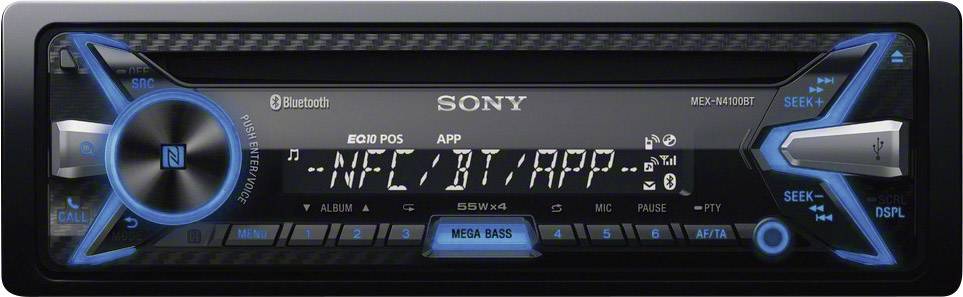 OFF
SRC
Bluetooth
SONY
MEX-N4100BT
SEEK+
PUSH ENTER/VOICE
EQ10 POS
APP
-NFC/BT/APP-
CALL
ALBUM
55W×4
MIC
PAUSE
PTY
SEEK-
SCRL
DSPL
MENU
1
2
3
MEGA BASS
4
5
6
AF/TA